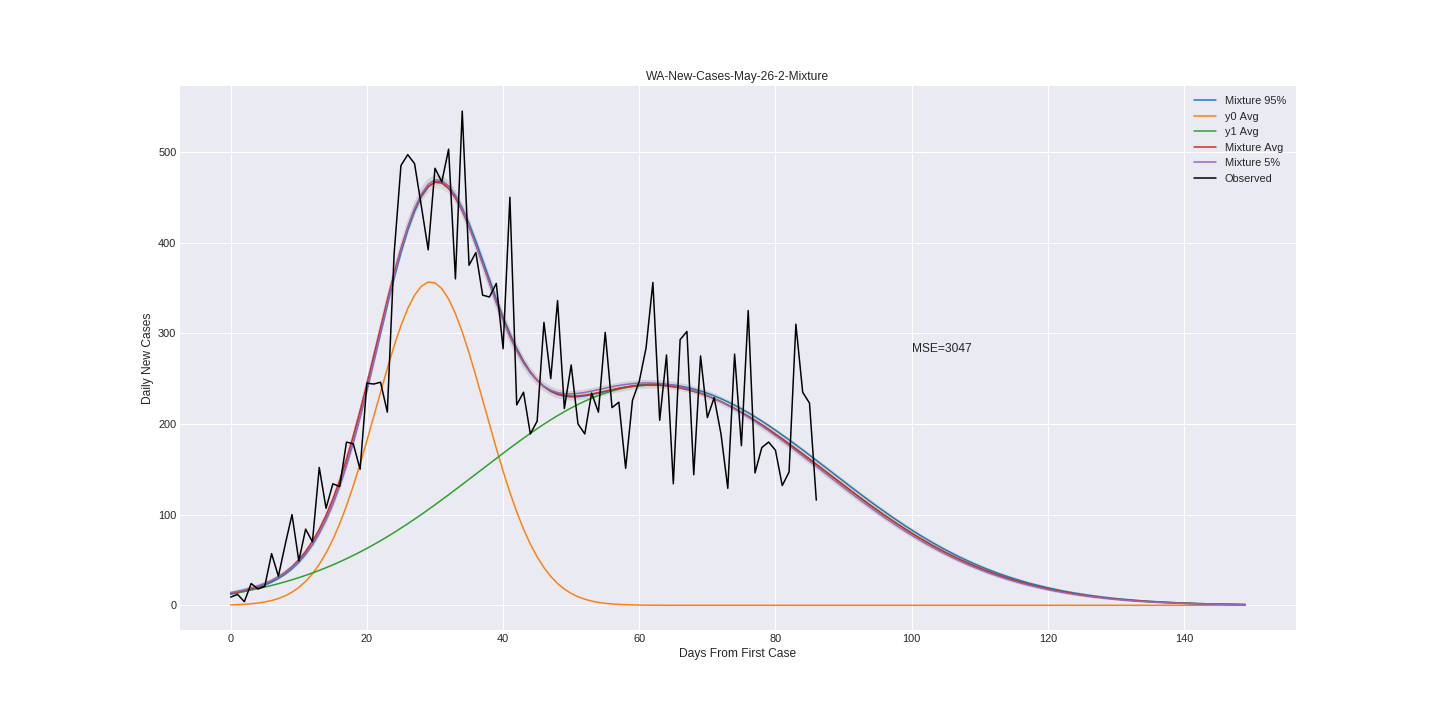 WA-New-Cases-May-26-2-Mixture
Mixture 95%
y0 Avg
y1 Avg
Mixture Avg
Mixture 5%
Observed
MSE=3047
Daily New Cases
500
400
300
200
100
0
0 20 40 60 80 100 120 140
Days From First Case